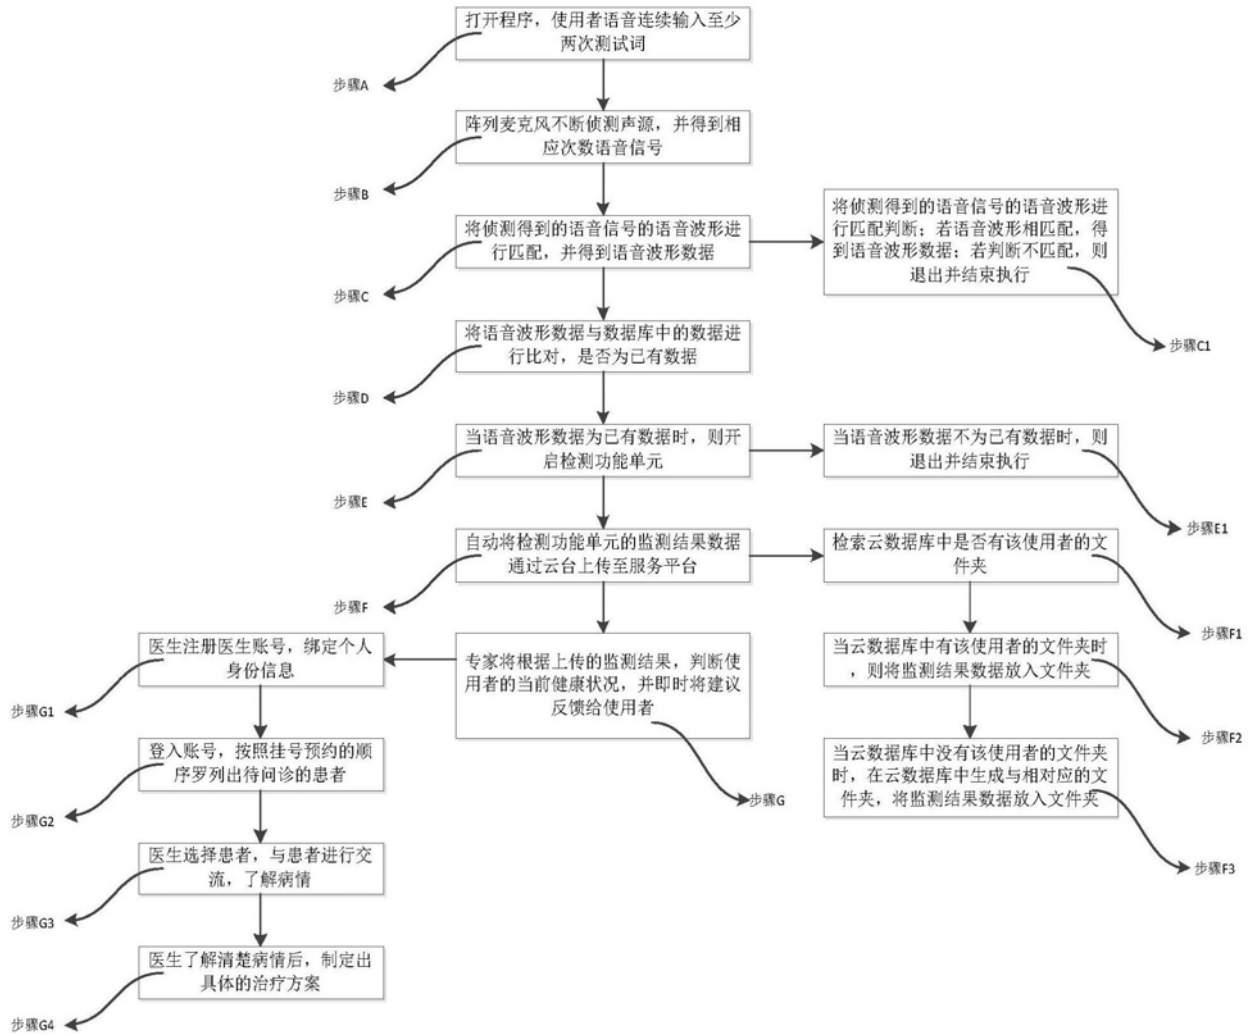 打开程序，使用者语音连续输入至少
两次测试词
步骤A
阵列麦克风不断侦测声源，并得到相
应次数语音信号
步骤B
将侦测得到的语音信号的语音波形进
行匹配，并得到语音波形数据
步骤C
将侦测得到的语音信号的语音波形进
行匹配判断；若语音波形相匹配，得
到语音波形数据；若判断不匹配，则
退出并结束执行
步骤C1
将语音波形数据与数据库中的数据进
行比对，是否为已有数据
步骤D
当语音波形数据为已有数据时，则开
启检测功能单元
步骤E
当语音波形数据不为已有数据时，则
退出并结束执行
步骤E1
自动将检测功能单元的监测结果数据
通过云台上传至服务平台
步骤F
检索云数据库中是否有该使用者的文
件夹
步骤F1
当云数据库中有该使用者的文件夹时
，则将监测结果数据放入文件夹
步骤F2
当云数据库中没有该使用者的文件夹
时，在云数据库中生成与相对应的文
件夹，将监测结果数据放入文件夹
步骤F3
专家将根据上传的监测结果，判断使
用者的当前健康状况，并即时将建议
反馈给使用者
步骤G
医生注册医生账号，绑定个人
身份信息
步骤G1
登入账号，按照挂号预约的顺
序罗列出待问诊的患者
步骤G2
医生选择患者，与患者进行交
流，了解病情
步骤G3
医生了解清楚病情后，制定出
具体的治疗方案
步骤G4